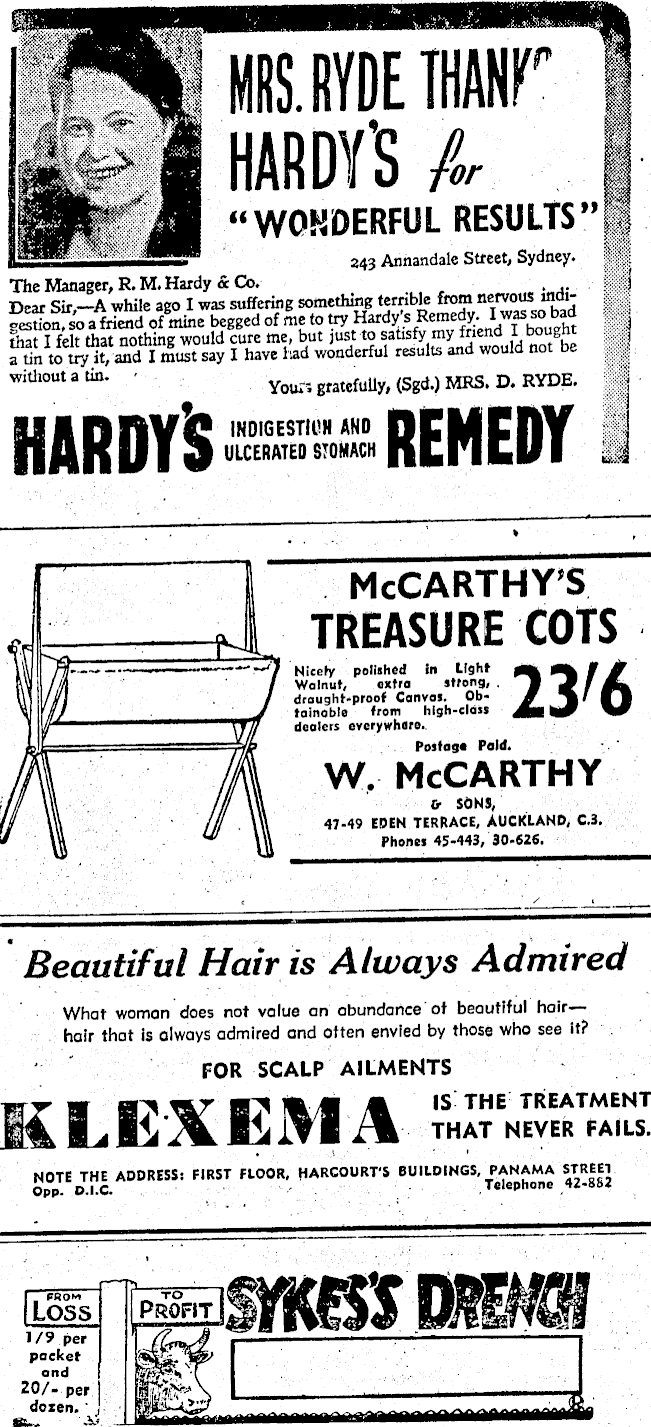 MRS. RYDE THANKS
HARDY'S for
"WONDERFUL RESULTS"
243 Annandale Street, Sydney.
The Manager, R. M. Hardy & Co.
Dear Sir,—A while ago I was suffering something terrible from nervous indi-
gestion, so a friend of mine begged of me to try Hardy's Remedy. I was so bad
that I felt that nothing would cure me, but just to satisfy my friend I bought
a tin to try it, and I must say I have had wonderful results and would not be
without a tin.
Yours gratefully, (Sgd.) MRS. D. RYDE.
HARDY'S INDIGESTION AND ULCERATED STOMACH REMEDY
McCARTHY'S
TREASURE COTS
Nicely polished in Light
Walnut, extra strong,
draught-proof Canvas. Ob-
tainable from high-class
dealers everywhere.
23/6
Postage Paid.
W. McCARTHY
& SONS,
47-49 EDEN TERRACE, AUCKLAND, C.3.
Phones 45-443, 30-626.
Beautiful Hair is Always Admired
What woman does not value an abundance of beautiful hair—
hair that is always admired and often envied by those who see it?
FOR SCALP AILMENTS
KLEXEMA
IS THE TREATMENT
THAT NEVER FAILS.
NOTE THE ADDRESS: FIRST FLOOR, HARCOURT'S BUILDINGS, PANAMA STREET
Opp. D.I.C. Telephone 42-882
FROM
LOSS
TO
PROFIT
SYKES'S DRENCH
1/9 per
packet
and
20/- per
dozen.